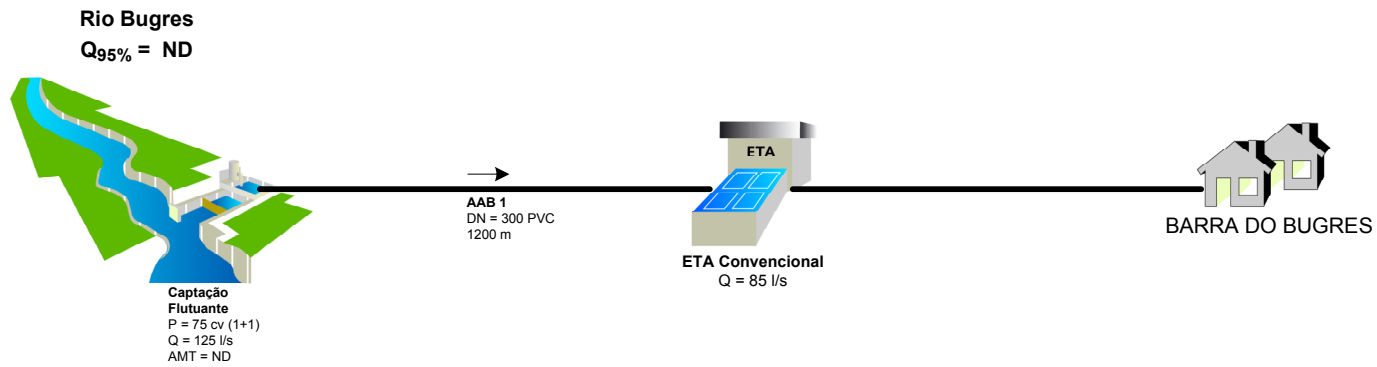 Rio Bugres
Q95% = ND
ETA
AAB 1
DN = 300 PVC
1200 m
BARRA DO BUGRES
ETA Convencional
Q = 85 l/s
Captação
Flutuante
P = 75 cv (1+1)
Q = 125 l/s
AMT = ND